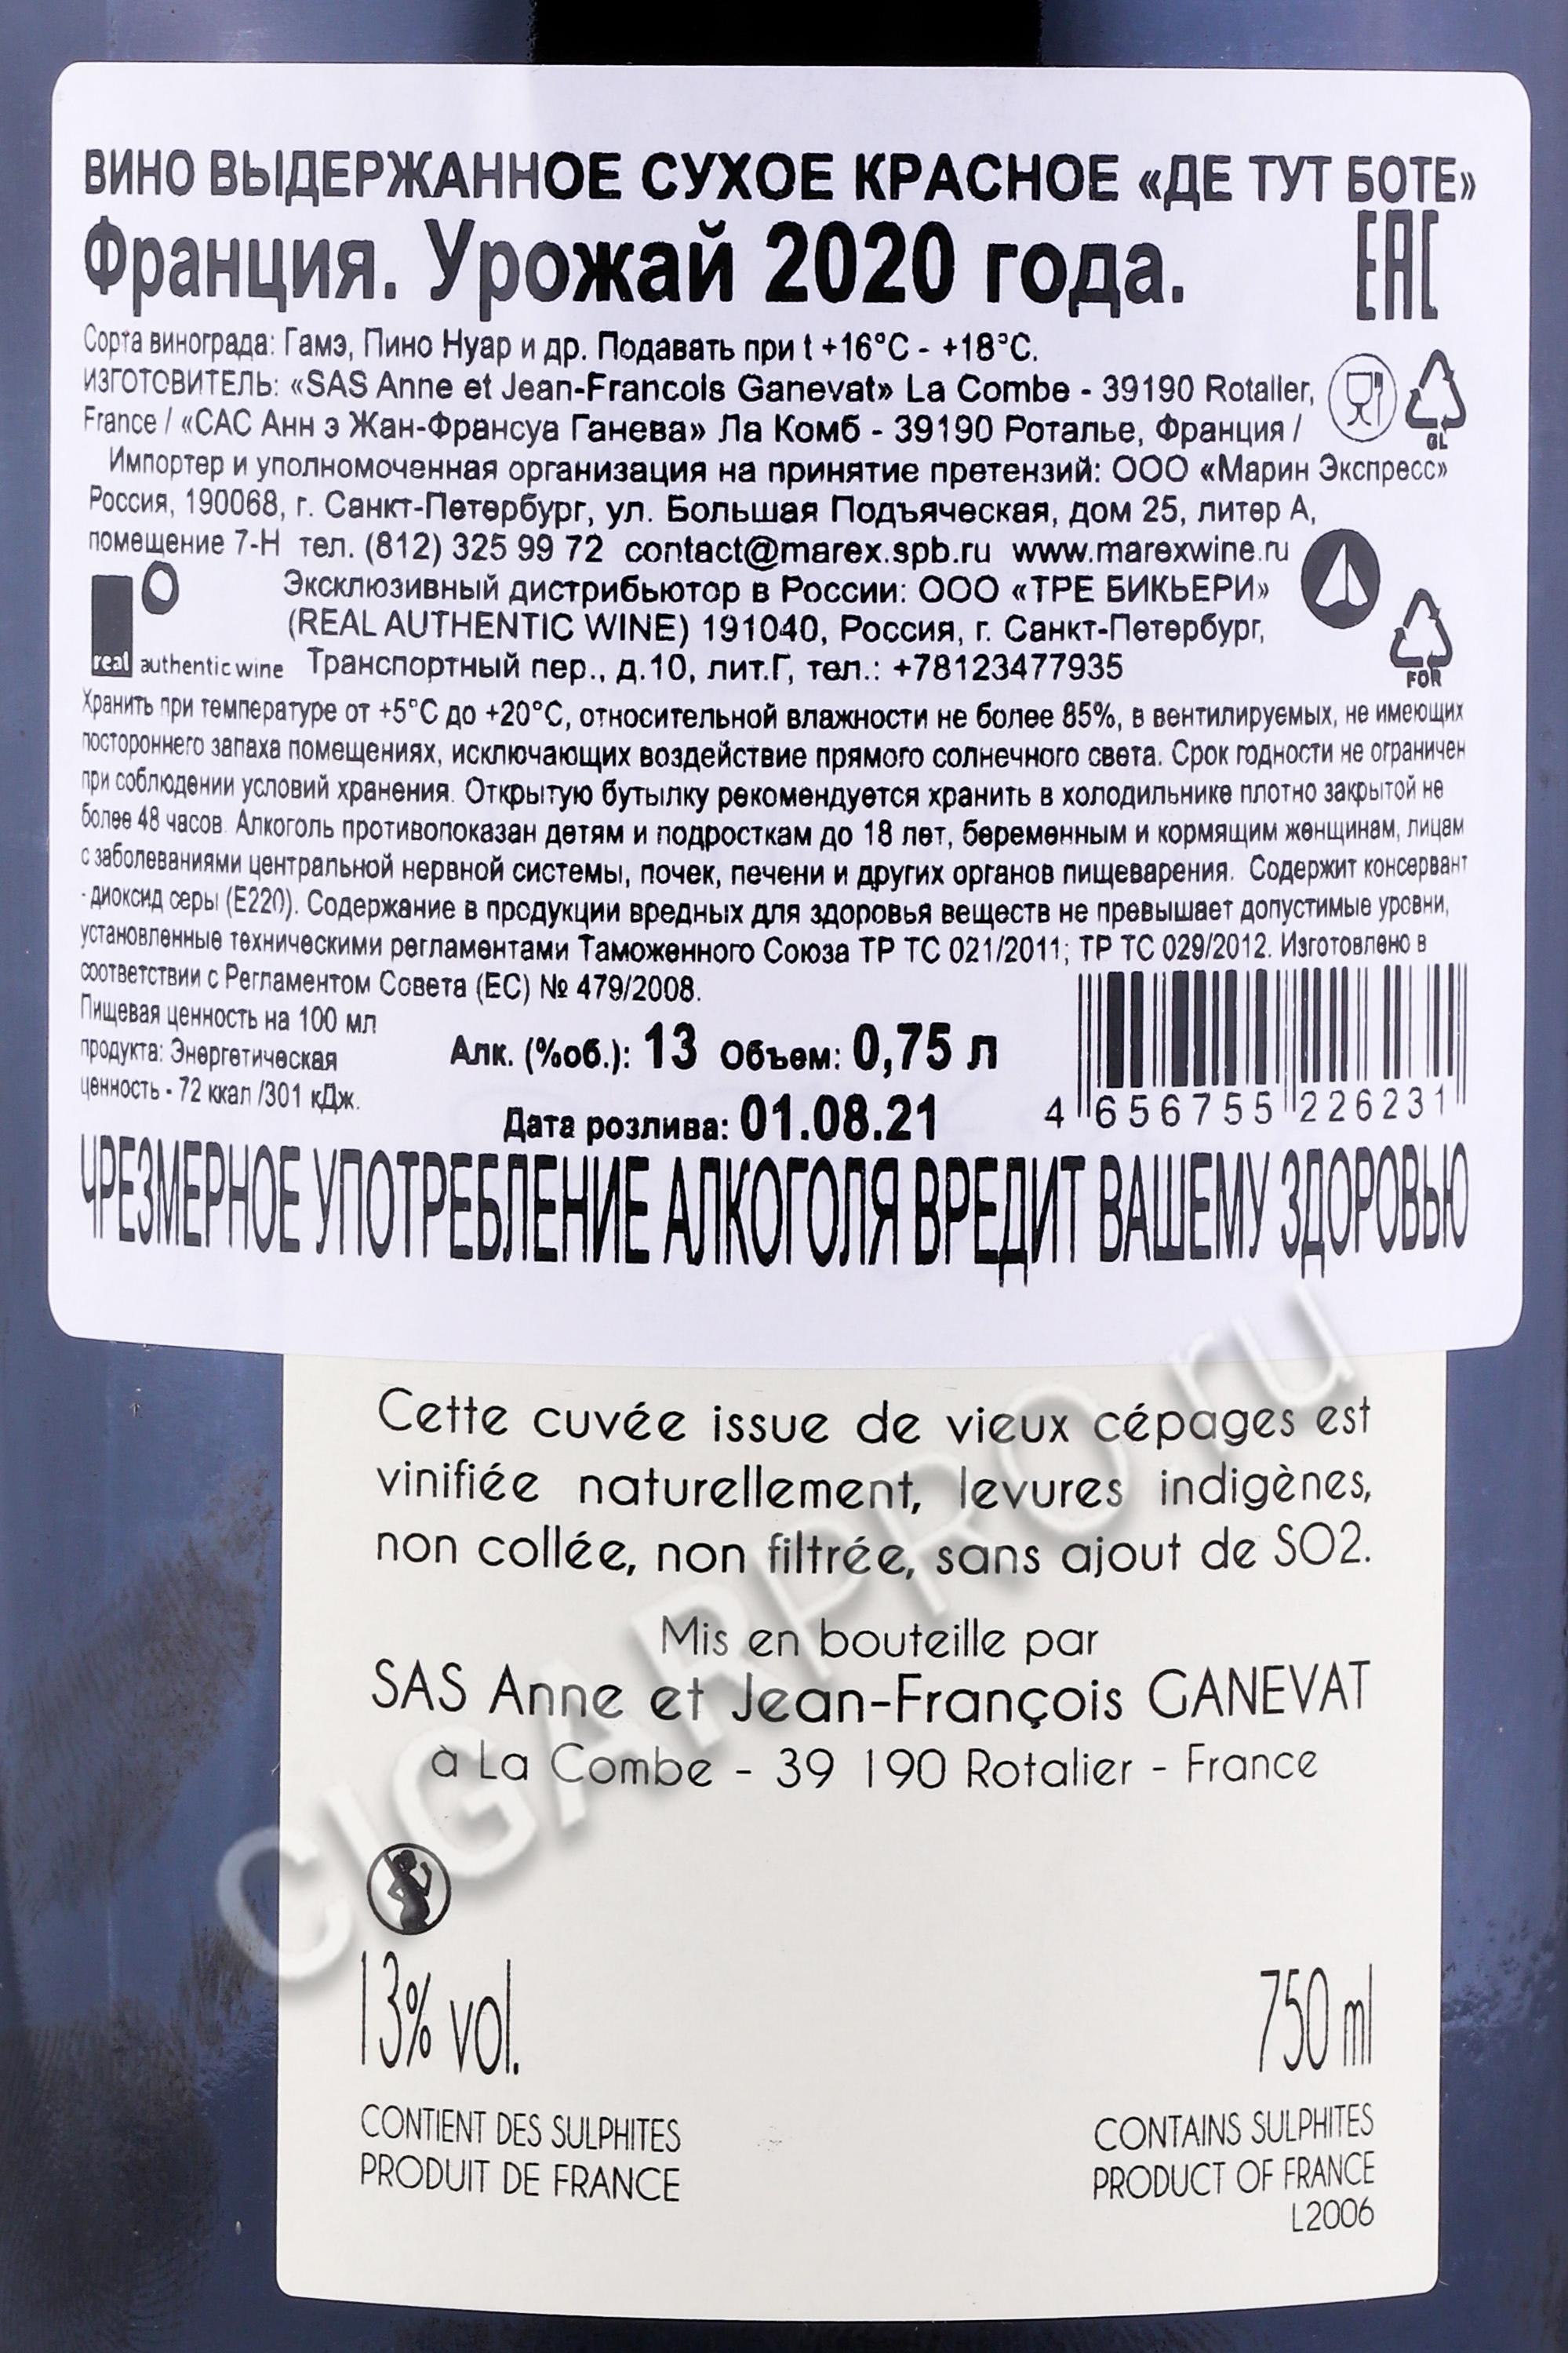 ВИНО ВЫДЕРЖАННОЕ СУХОЕ КРАСНОЕ «ДЕ ТУТ БОТЕ»
Франция. Урожай 2020 года.
EAC
Сорта винограда: Гамэ, Пино Нуар и др. Подавать при t +16°C - +18°C.
ИЗГОТОВИТЕЛЬ: «SAS Anne et Jean-Francois Ganevat» La Combe - 39190 Rotalier,
France / «САС Анн э Жан-Франсуа Ганева» Ла Комб - 39190 Роталье, Франция /
GL
Импортер и уполномоченная организация на принятие претензий: ООО «Марин Экспресс»
Россия, 190068, г. Санкт-Петербург, ул. Большая Подъяческая, дом 25, литер А,
помещение 7-Н тел. (812) 325 99 72 contact@marex.spb.ru www.marexwine.ru
Эксклюзивный дистрибьютор в России: ООО «ТРЕ БИКЬЕРИ»
(REAL AUTHENTIC WINE) 191040, Россия, г. Санкт-Петербург,
real authentic wine Транспортный пер., д.10, лит.Г, тел.: +78123477935
FOR
Хранить при температуре от +5°C до +20°C, относительной влажности не более 85%, в вентилируемых, не имеющих
постороннего запаха помещениях, исключающих воздействие прямого солнечного света. Срок годности не ограничен
при соблюдении условий хранения. Открытую бутылку рекомендуется хранить в холодильнике плотно закрытой не
более 48 часов. Алкоголь противопоказан детям и подросткам до 18 лет, беременным и кормящим женщинам, лицам
с заболеваниями центральной нервной системы, почек, печени и других органов пищеварения. Содержит консервант
- диоксид серы (E220). Содержание в продукции вредных для здоровья веществ не превышает допустимые уровни,
установленные техническими регламентами Таможенного Союза ТР ТС 021/2011; ТР ТС 029/2012. Изготовлено в
соответствии с Регламентом Совета (ЕС) № 479/2008.
Пищевая ценность на 100 мл
продукта: Энергетическая
ценность - 72 ккал /301 кДж.
Алк. (%об.): 13 Объем: 0,75 л
Дата розлива: 01.08.21
4 656755 226231
ЧРЕЗМЕРНОЕ УПОТРЕБЛЕНИЕ АЛКОГОЛЯ ВРЕДИТ ВАШЕМУ ЗДОРОВЬЮ
Cette cuvée issue de vieux cépages est
vinifiée naturellement, levures indigènes,
non collée, non filtrée, sans ajout de SO2.
Mis en bouteille par
SAS Anne et Jean-François GANEVAT
à La Combe - 39 190 Rotalier - France
CIGARPRO.ru
13% vol.
750 ml
CONTIENT DES SULPHITES
PRODUIT DE FRANCE
CONTAINS SULPHITES
PRODUCT OF FRANCE
L2006